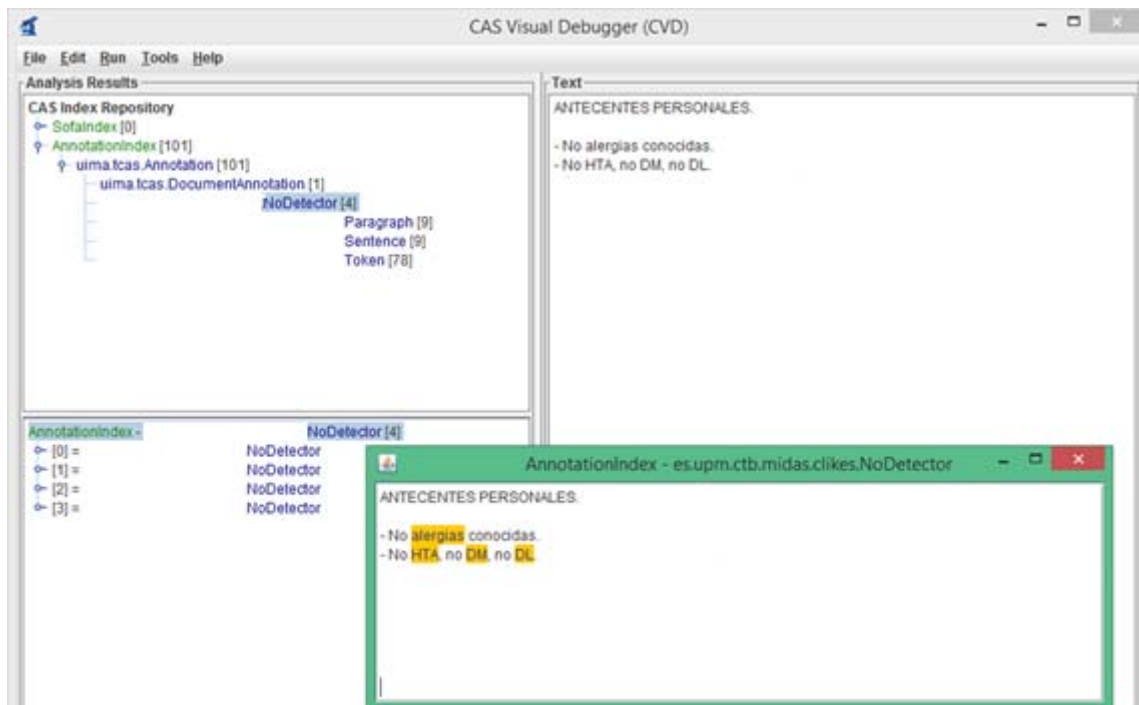 CAS Visual Debugger (CVD)
File Edit Run Tools Help
Analysis Results
CAS Index Repository
SofaIndex [0]
AnnotationIndex [101]
uima.tcas.Annotation [101]
uima.tcas.DocumentAnnotation [1]
NoDetector [4]
Paragraph [9]
Sentence [9]
Token [78]
Text
ANTECENTES PERSONALES.
- No alergias conocidas.
- No HTA, no DM, no DL.
AnnotationIndex - NoDetector [4]
[0] = NoDetector
[1] = NoDetector
[2] = NoDetector
[3] = NoDetector
AnnotationIndex - es.upm.ctb.midas.clikes.NoDetector
ANTECENTES PERSONALES.
- No alergias conocidas.
- No HTA, no DM, no DL.